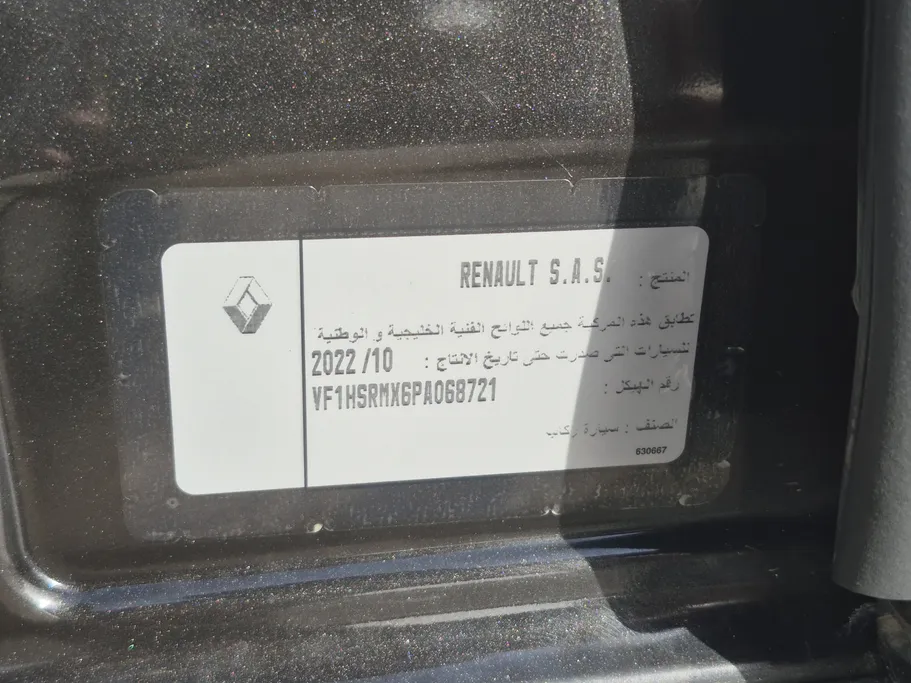 المنتج : RENAULT S.A.S.
تطابق هذه المركبة جميع اللوائح الفنية الخليجية و الوطنية
للسيارات التى صدرت حتى تاريخ الانتاج : 2022/10
رقم الهيكل : VF1HSRMX6PA068721
الصنف : سيارة ركاب
630667